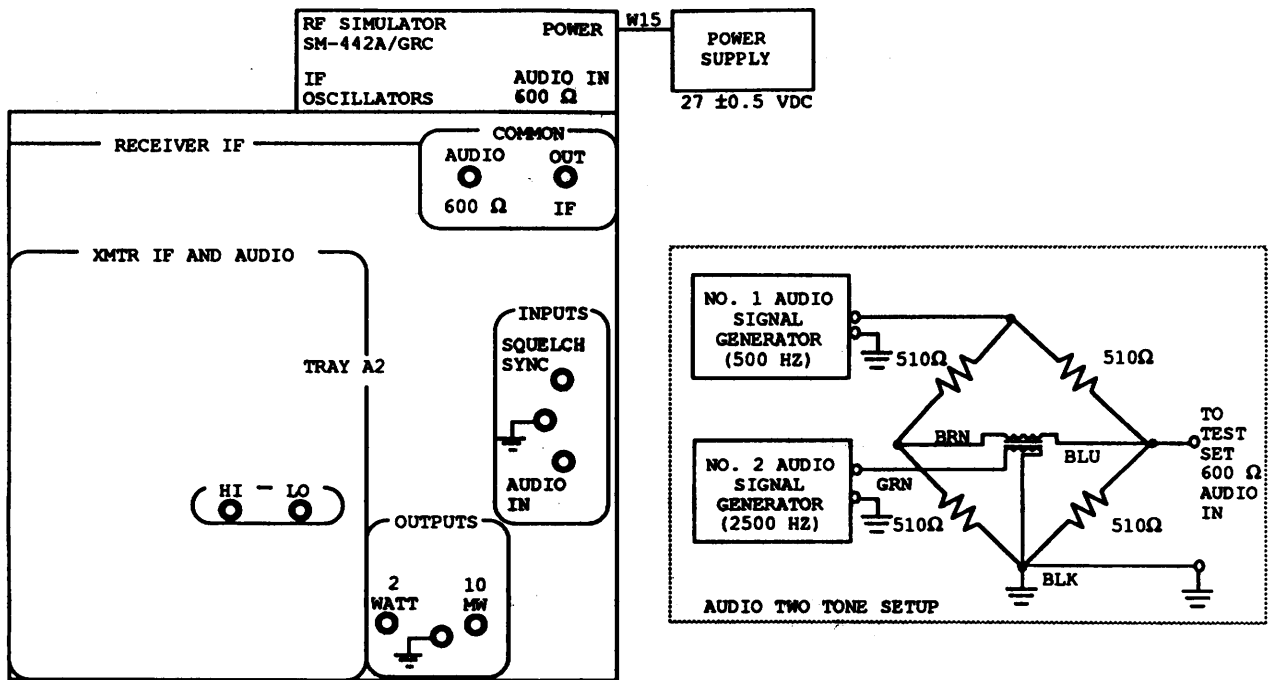 RF SIMULATOR
SM-442A/GRC
POWER
IF
OSCILLATORS
AUDIO IN
600 Ω
W15
POWER
SUPPLY
27 ±0.5 VDC
RECEIVER IF
COMMON
AUDIO
OUT
600 Ω
IF
XMTR IF AND AUDIO
TRAY A2
INPUTS
SQUELCH
SYNC
AUDIO
IN
HI
LO
OUTPUTS
2
WATT
10
MW
NO. 1 AUDIO
SIGNAL
GENERATOR
(500 HZ)
510Ω
510Ω
BRN
BLU
TO
TEST
SET
600 Ω
AUDIO
IN
NO. 2 AUDIO
SIGNAL
GENERATOR
(2500 HZ)
GRN
510Ω
510Ω
BLK
AUDIO TWO TONE SETUP